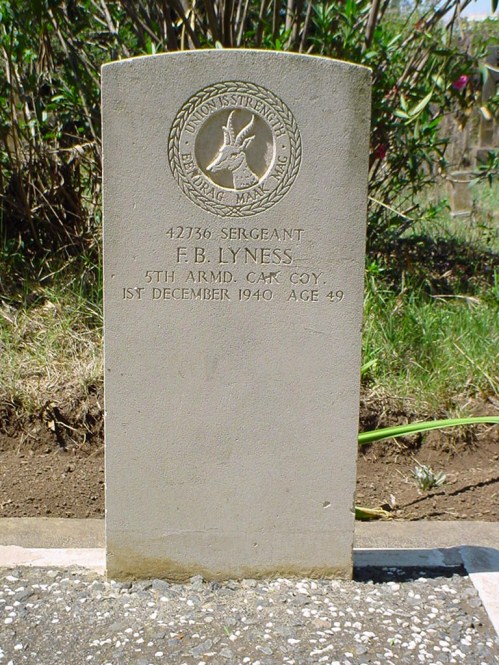 UNION IS STRENGTH
EENDRAG MAAK MAG
42736 SERGEANT
F.B. LYNESS
5TH ARMD. CAR COY.
1ST DECEMBER 1940 AGE 49